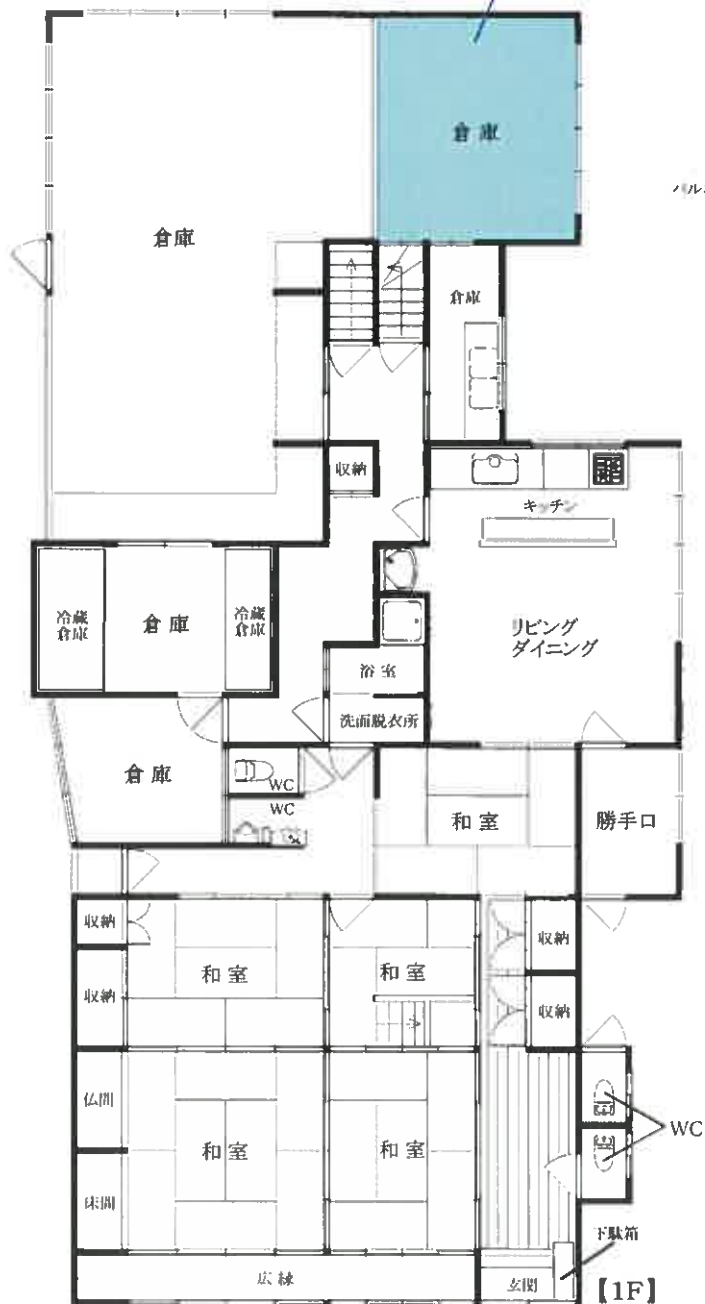 倉庫
バル
倉庫
倉庫
収納
キッチン
冷蔵
倉庫
倉庫
冷蔵
倉庫
リビング
ダイニング
浴室
洗面脱衣所
倉庫
WC
WC
和室
勝手口
収納
和室
和室
収納
収納
収納
仏間
和室
和室
WC
床間
下駄箱
広縁
玄関
【1F】